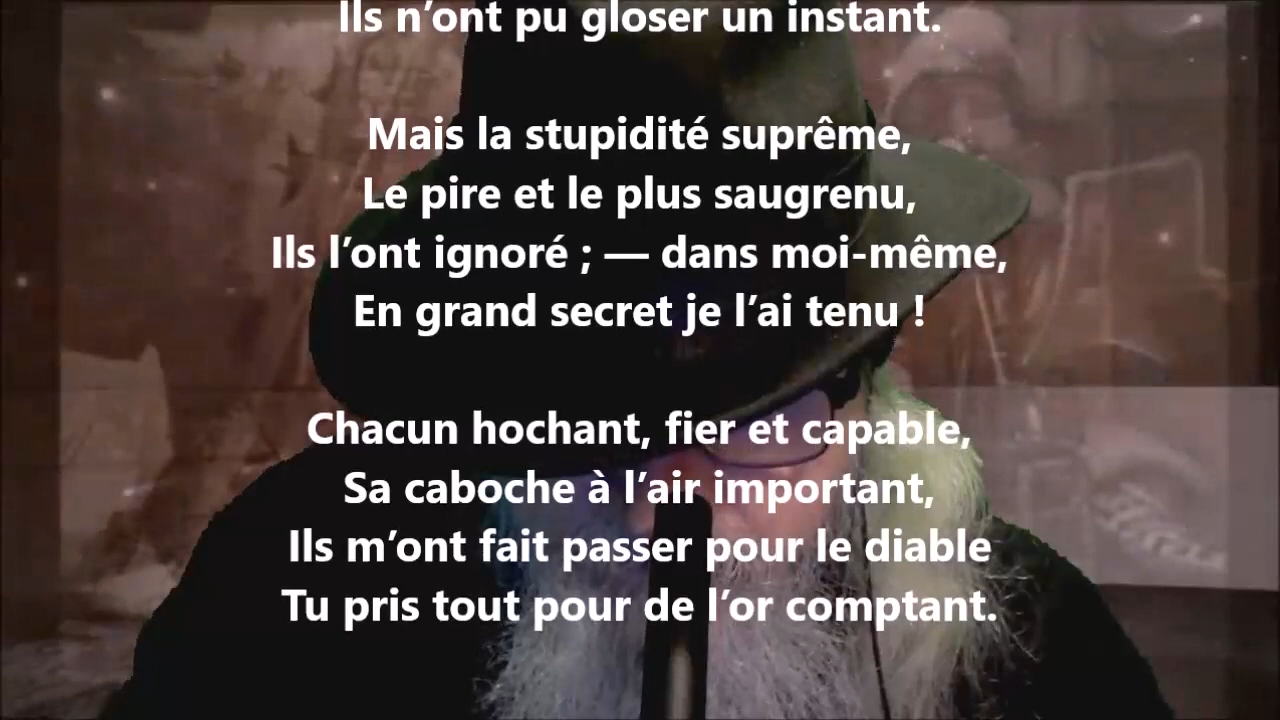 Ils n’ont pu gloser un instant.
Mais la stupidité suprême,
Le pire et le plus saugrenu,
Ils l’ont ignoré ; — dans moi-même,
En grand secret je l’ai tenu !
Chacun hochant, fier et capable,
Sa caboche à l’air important,
Ils m’ont fait passer pour le diable
Tu pris tout pour de l’or comptant.